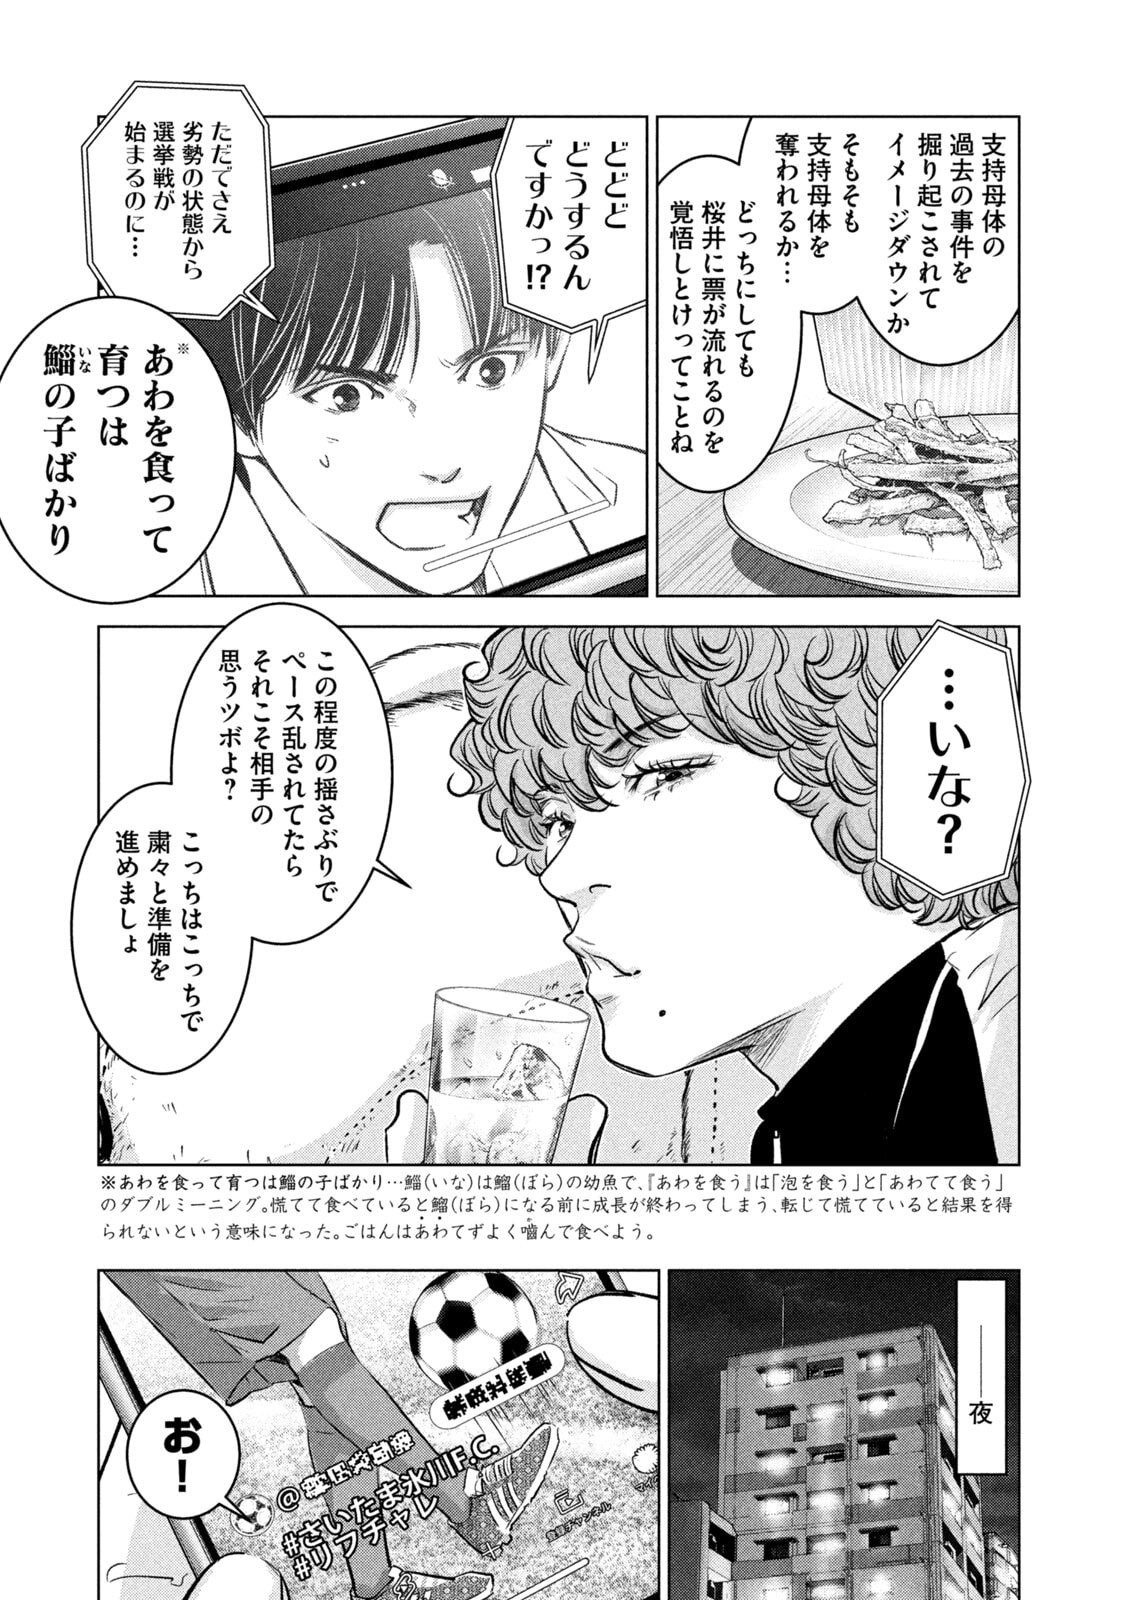 支持母体の
過去の事件を
掘り起こされて
イメージダウンか
そもそも
支持母体を
奪われるか…
どっちにしても
桜井に票が流れるのを
覚悟しとけってことね
どどど
どうするん
ですかっ!?
ただでさえ
劣勢の状態から
選挙戦が
始まるのに…
※
あわを食って
育つは
鯔の子ばかり
いな
…いな?
この程度の揺さぶりで
ペース乱されてたら
それこそ相手の
思うツボよ?
こっちはこっちで
粛々と準備を
進めましょ
※あわを食って育つは鯔の子ばかり…鯔(いな)は鰡(ぼら)の幼魚で、『あわを食う』は「泡を食う」と「あわてて食う」
のダブルミーニング。慌てて食べていると鰡(ぼら)になる前に成長が終わってしまう、転じて慌てていると結果を得
られないという意味になった。ごはんはあわてずよく嚙んで食べよう。
か
夜
お!
#さいたま氷川F.C.
#リフチャレ
登録チャンネル